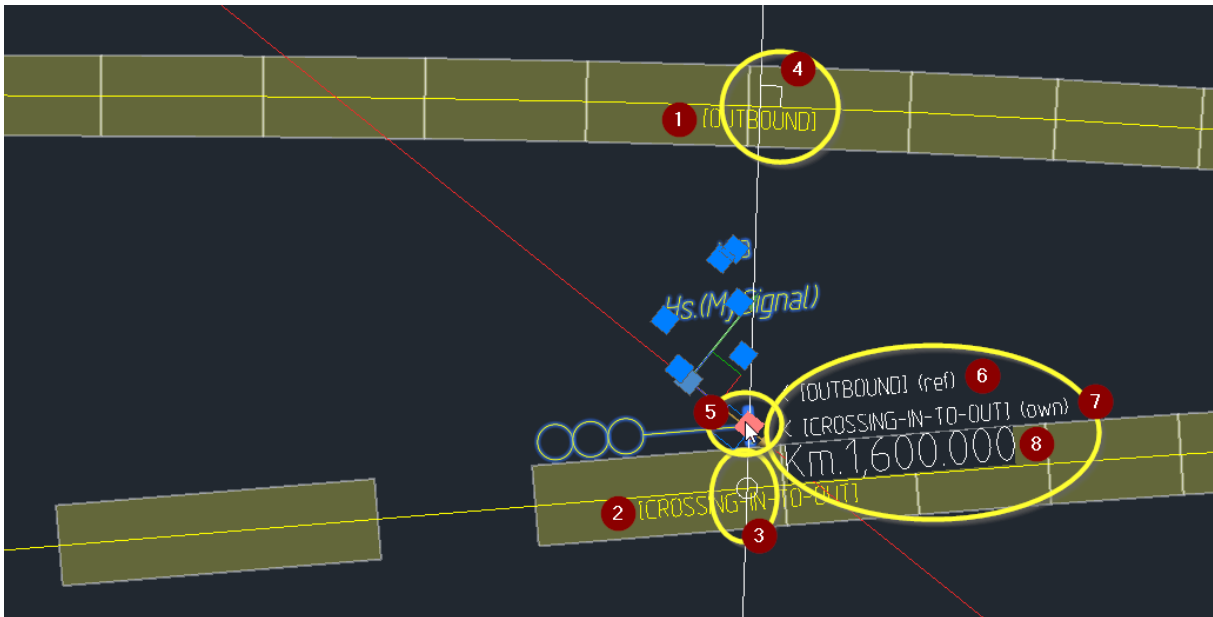 4
1 [OUTBOUND]
Hs.(MySignal)
5
< [OUTBOUND] (ref) 6
< [CROSSING-IN-TO-OUT] (own) 7
Km.1,600.000 8
2 [CROSSING-IN-TO-OUT]
3